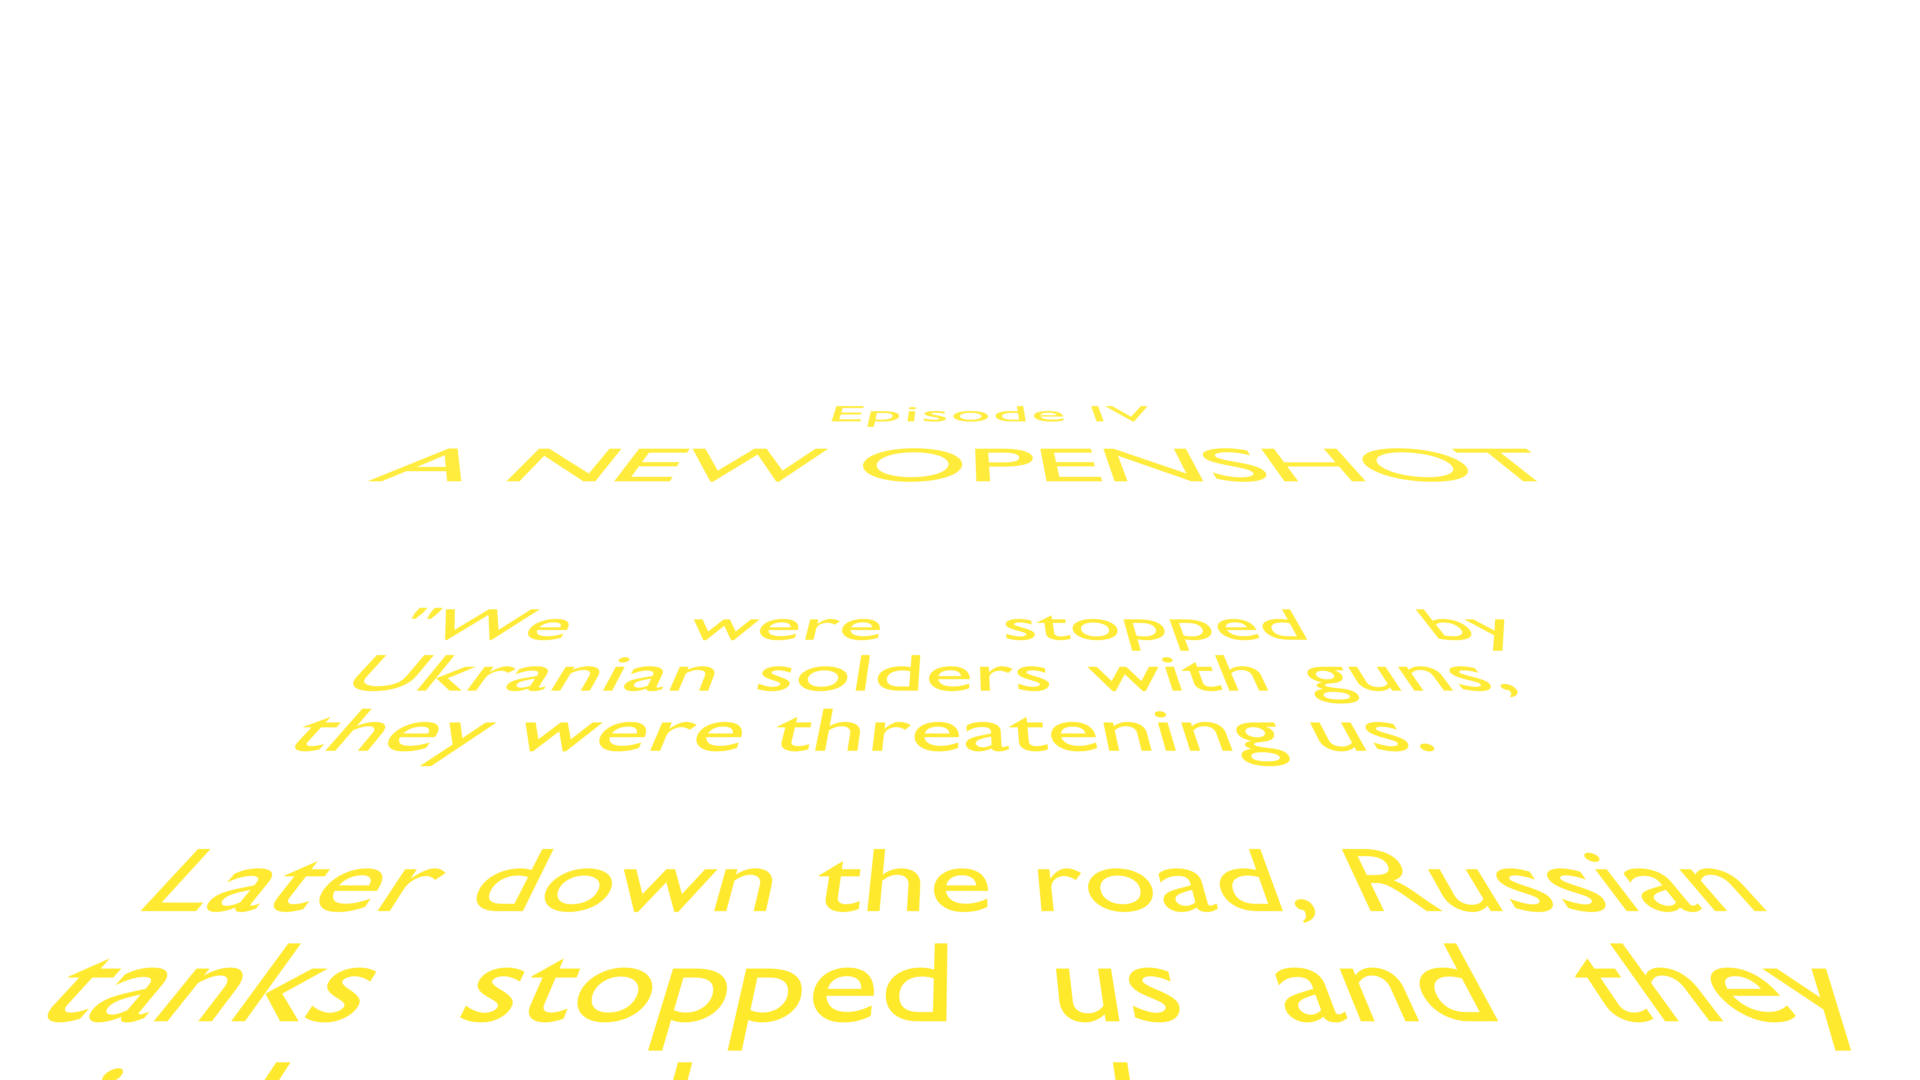 Episode IV
A NEW OPENSHOT
"We were stopped by
Ukranian solders with guns,
they were threatening us.
Later down the road, Russian
tanks stopped us and they